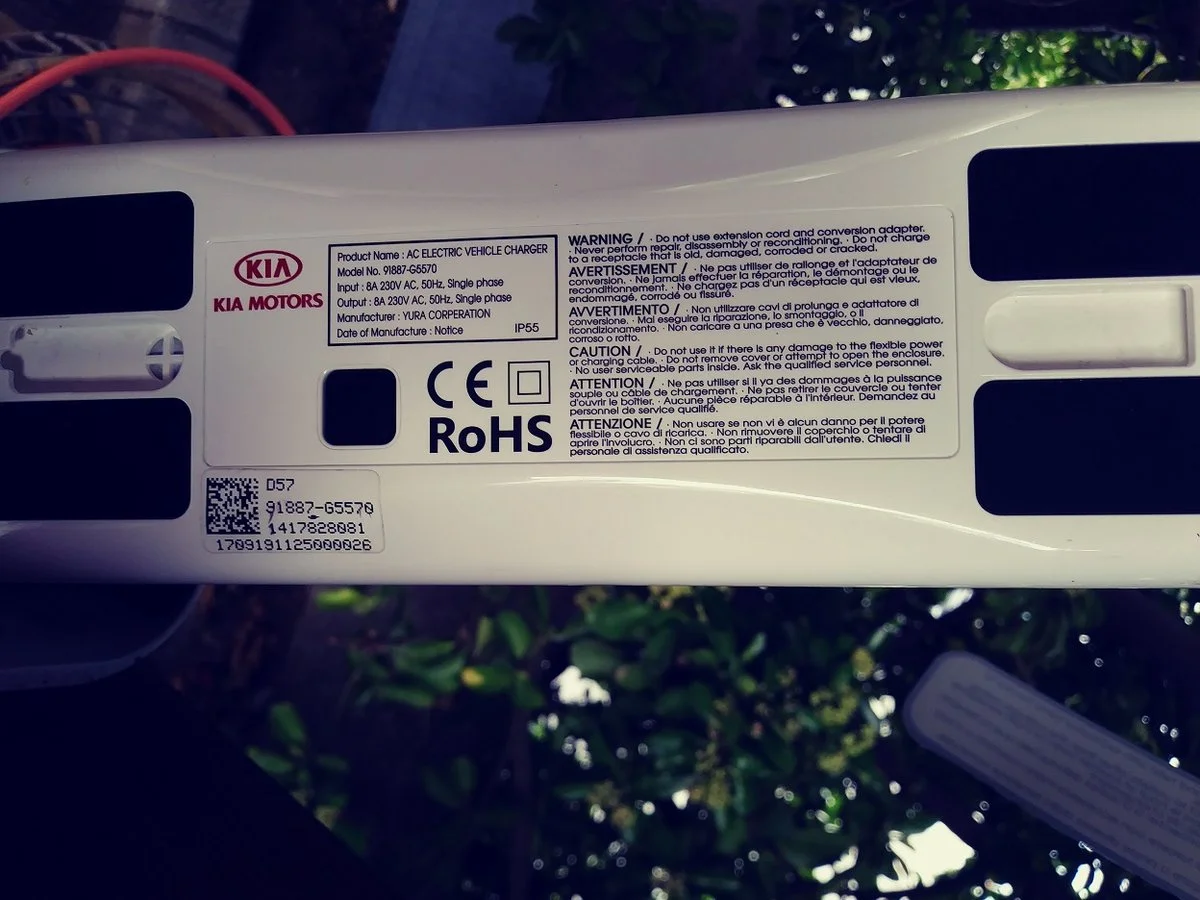 KIA
KIA MOTORS
Product Name : AC ELECTRIC VEHICLE CHARGER
Model No. 91887-G5570
Input : 8A 230V AC, 50Hz, Single phase
Output : 8A 230V AC, 50Hz, Single phase
Manufacturer : YURA CORPERATION
Date of Manufacture : Notice IP55
CE
RoHS
WARNING / · Do not use extension cord and conversion adapter.
· Never perform repair, disassembly or reconditioning. · Do not charge
to a receptacle that is old, damaged, corroded or cracked.
AVERTISSEMENT / · Ne pas utiliser de rallonge et l'adaptateur de
conversion. · Ne jamais effectuer la réparation, le démontage ou le
reconditionnement. · Ne chargez pas d'un réceptacle qui est vieux,
endommagé, corrodé ou fissuré.
AVVERTIMENTO / · Non utilizzare cavi di prolunga e adattatore di
conversione. · Mai eseguire la riparazione, lo smontaggio, o il
ricondizionamento. · Non caricare a una presa che è vecchio, danneggiato,
corroso o rotto.
CAUTION / · Do not use it if there is any damage to the flexible power
or charging cable. · Do not remove cover or attempt to open the enclosure.
· No user serviceable parts inside. Ask the qualified service personnel.
ATTENTION / · Ne pas utiliser si il ya des dommages à la puissance
souple ou câble de chargement. · Ne pas retirer le couvercle ou tenter
d'ouvrir le boîtier. · Aucune pièce réparable à l'intérieur. Demandez au
personnel de service qualifié.
ATTENZIONE / · Non usare se non vi è alcun danno per il potere
flessibile o cavo di ricarica. · Non rimuovere il coperchio o tentare di
aprire l'involucro. · Non ci sono parti riparabili dall'utente. Chiedi il
personale di assistenza qualificato.
D57
91887-G5570
1417828081
1709191125000026